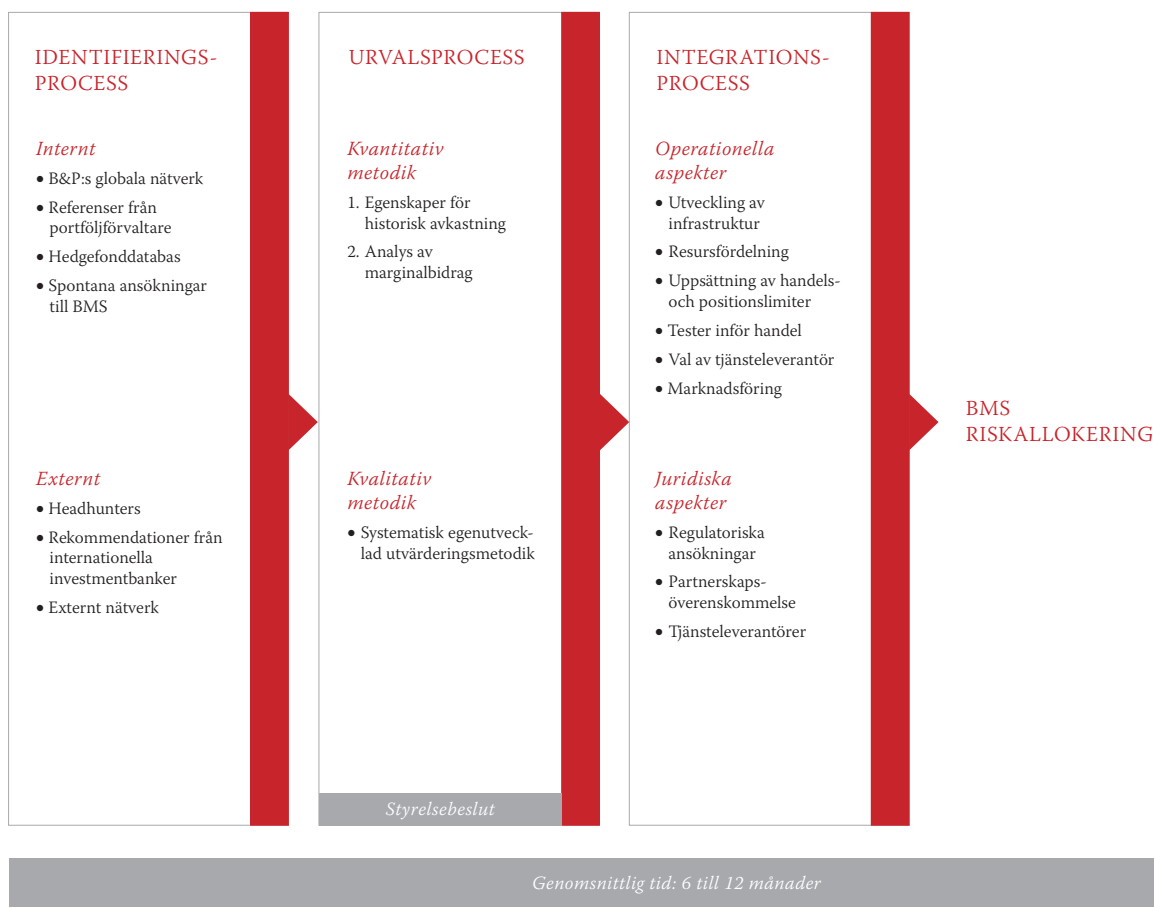 IDENTIFIERINGS-
PROCESS
Internt
• B&P:s globala nätverk
• Referenser från
portföljförvaltare
• Hedgefonddatabas
• Spontana ansökningar
till BMS
Externt
• Headhunters
• Rekommendationer från
internationella
investmentbanker
• Externt nätverk
URVALSPROCESS
Kvantitativ
metodik
1. Egenskaper för
historisk avkastning
2. Analys av
marginalbidrag
Kvalitativ
metodik
• Systematisk egenutveck-
lad utvärderingsmetodik
Styrelsebeslut
INTEGRATIONS-
PROCESS
Operationella
aspekter
• Utveckling av
infrastruktur
• Resursfördelning
• Uppsättning av handels-
och positionslimiter
• Tester inför handel
• Val av tjänsteleverantör
• Marknadsföring
Juridiska
aspekter
• Regulatoriska
ansökningar
• Partnerskaps-
överenskommelse
• Tjänsteleverantörer
BMS
RISKALLOKERING
Genomsnittlig tid: 6 till 12 månader